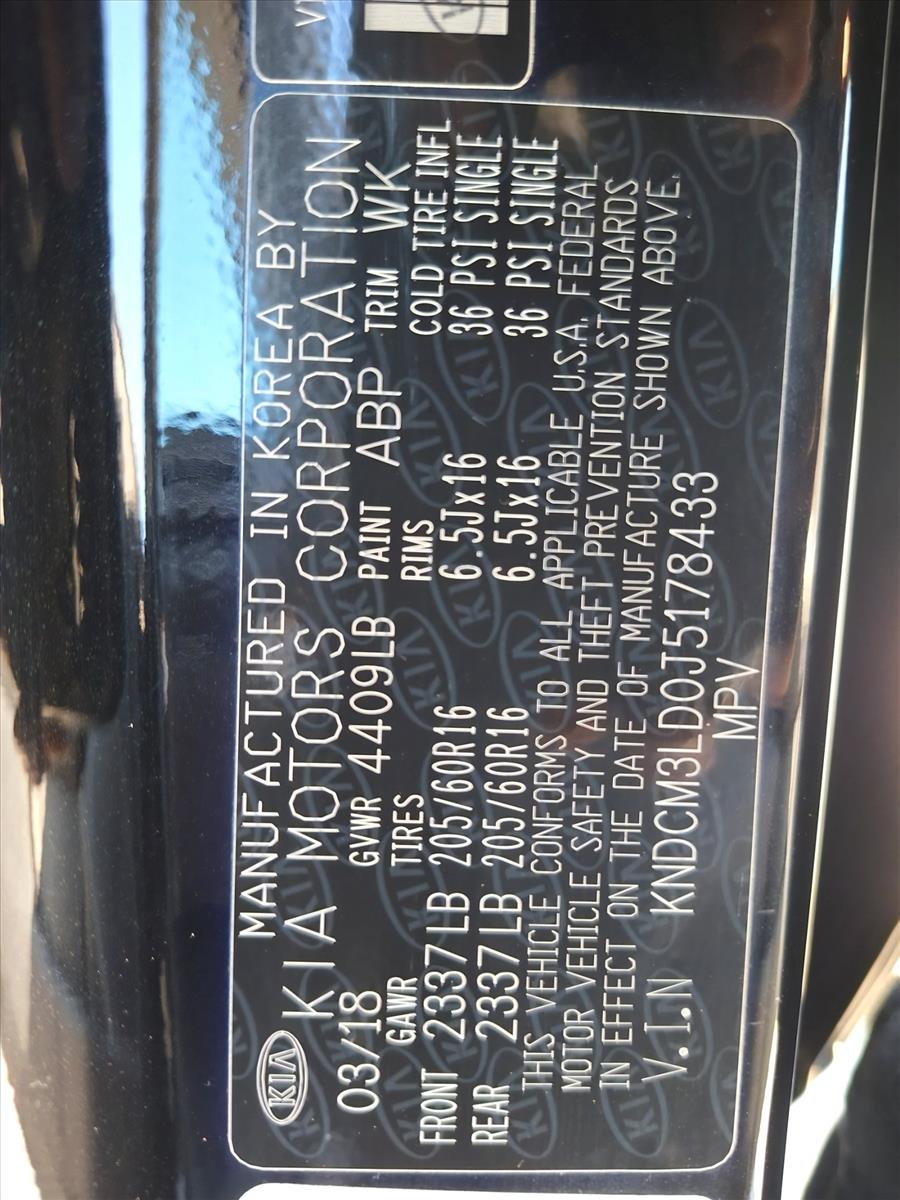 VI
KIA
MANUFACTURED IN KOREA BY
KIA MOTORS CORPORATION
03/18 GVWR 4409LB PAINT ABP TRIM WK
GAWR TIRES RIMS COLD TIRE INFL
FRONT 2337LB 205/60R16 6.5Jx16 36 PSI SINGLE
REAR 2337LB 205/60R16 6.5Jx16 36 PSI SINGLE
THIS VEHICLE CONFORMS TO ALL APPLICABLE U.S.A. FEDERAL
MOTOR VEHICLE SAFETY AND THEFT PREVENTION STANDARDS
IN EFFECT ON THE DATE OF MANUFACTURE SHOWN ABOVE.
V.I.N KNDCM3LD0J5178433
MPV